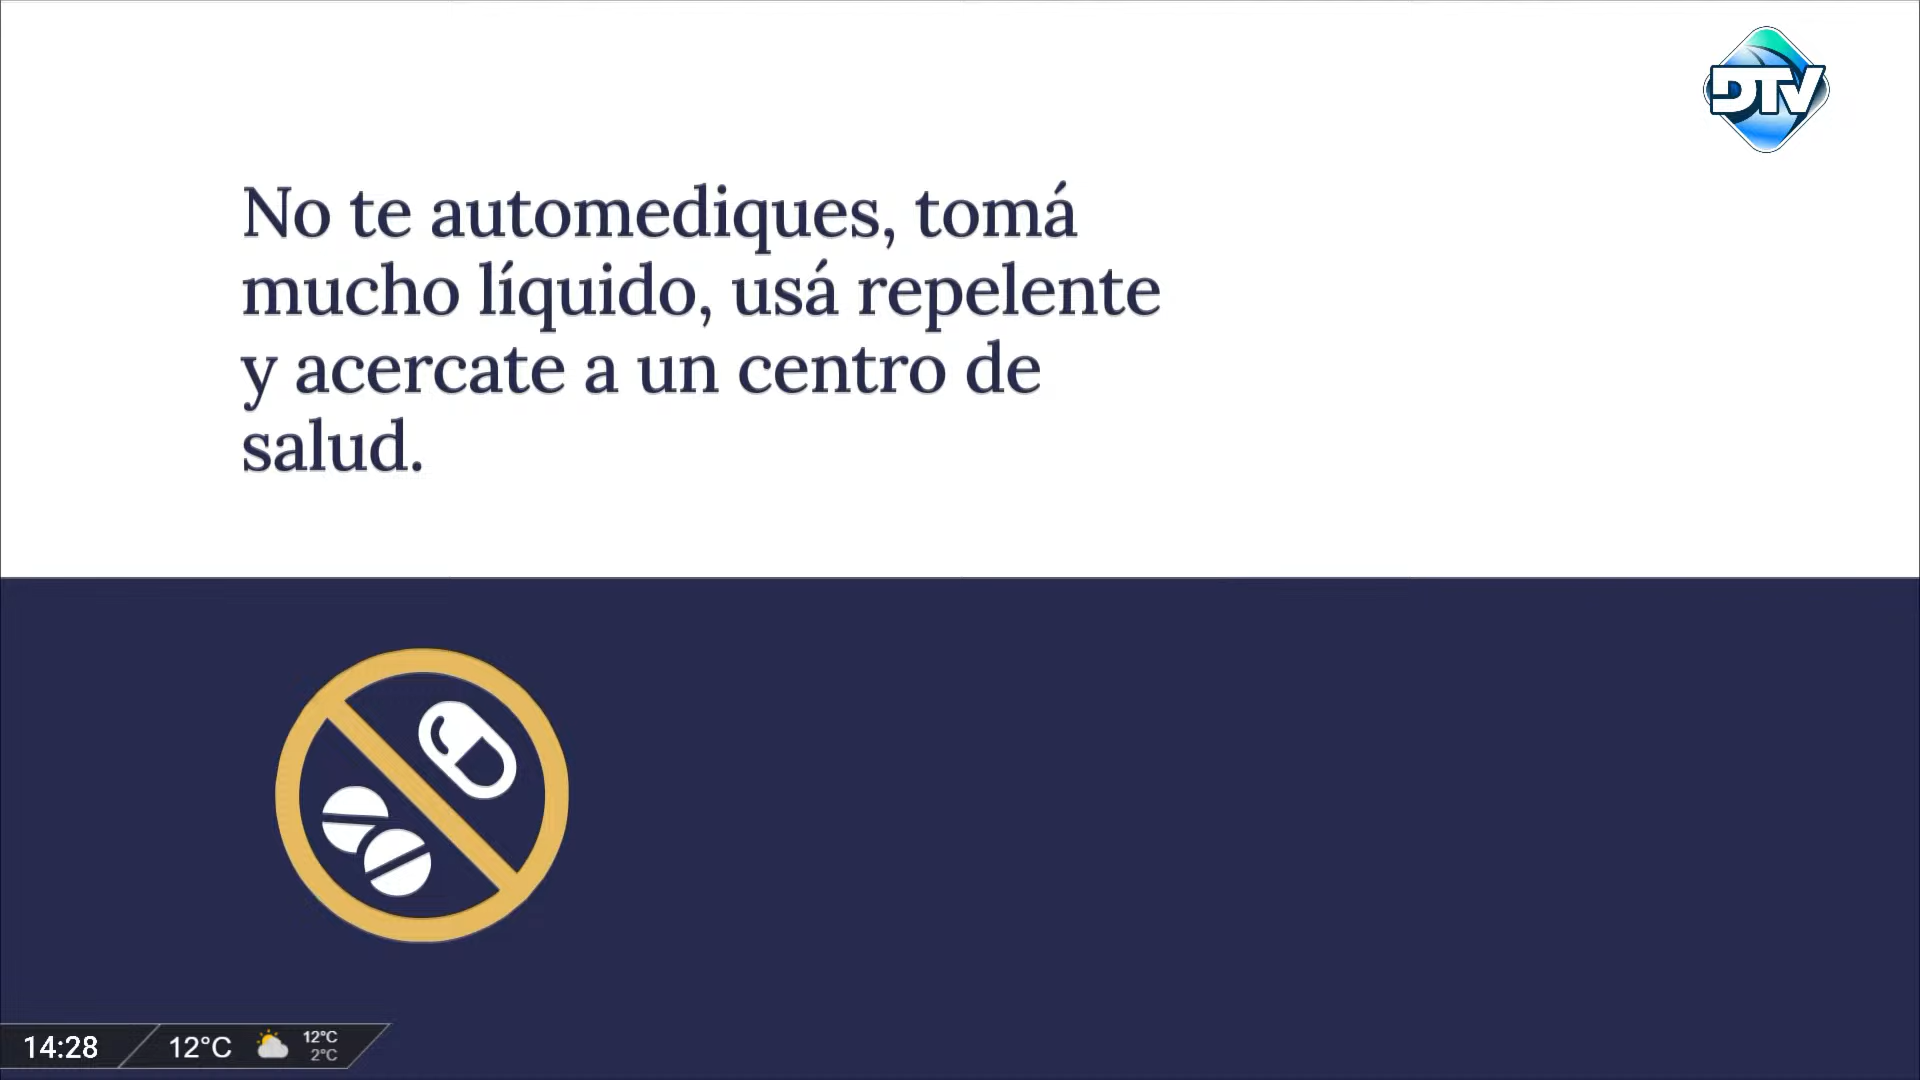 DTV
No te automediques, tomá
mucho líquido, usá repelente
y acercate a un centro de
salud.
14:28
12°C
12°C
2°C